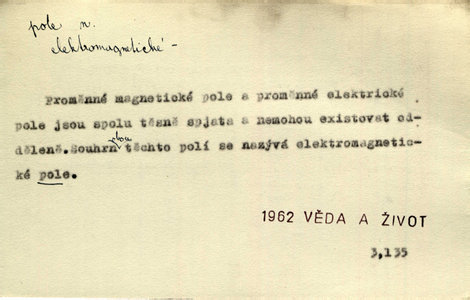 pole n.
elektromagnetické -
Proměnné magnetické pole a proměnné elektrické
pole jsou spolu těsně spjata a nemohou existovat od-
děleně. Souhrn obou těchto polí se nazývá elektromagnetic-
ké pole.
1962 VĚDA A ŽIVOT
3,135